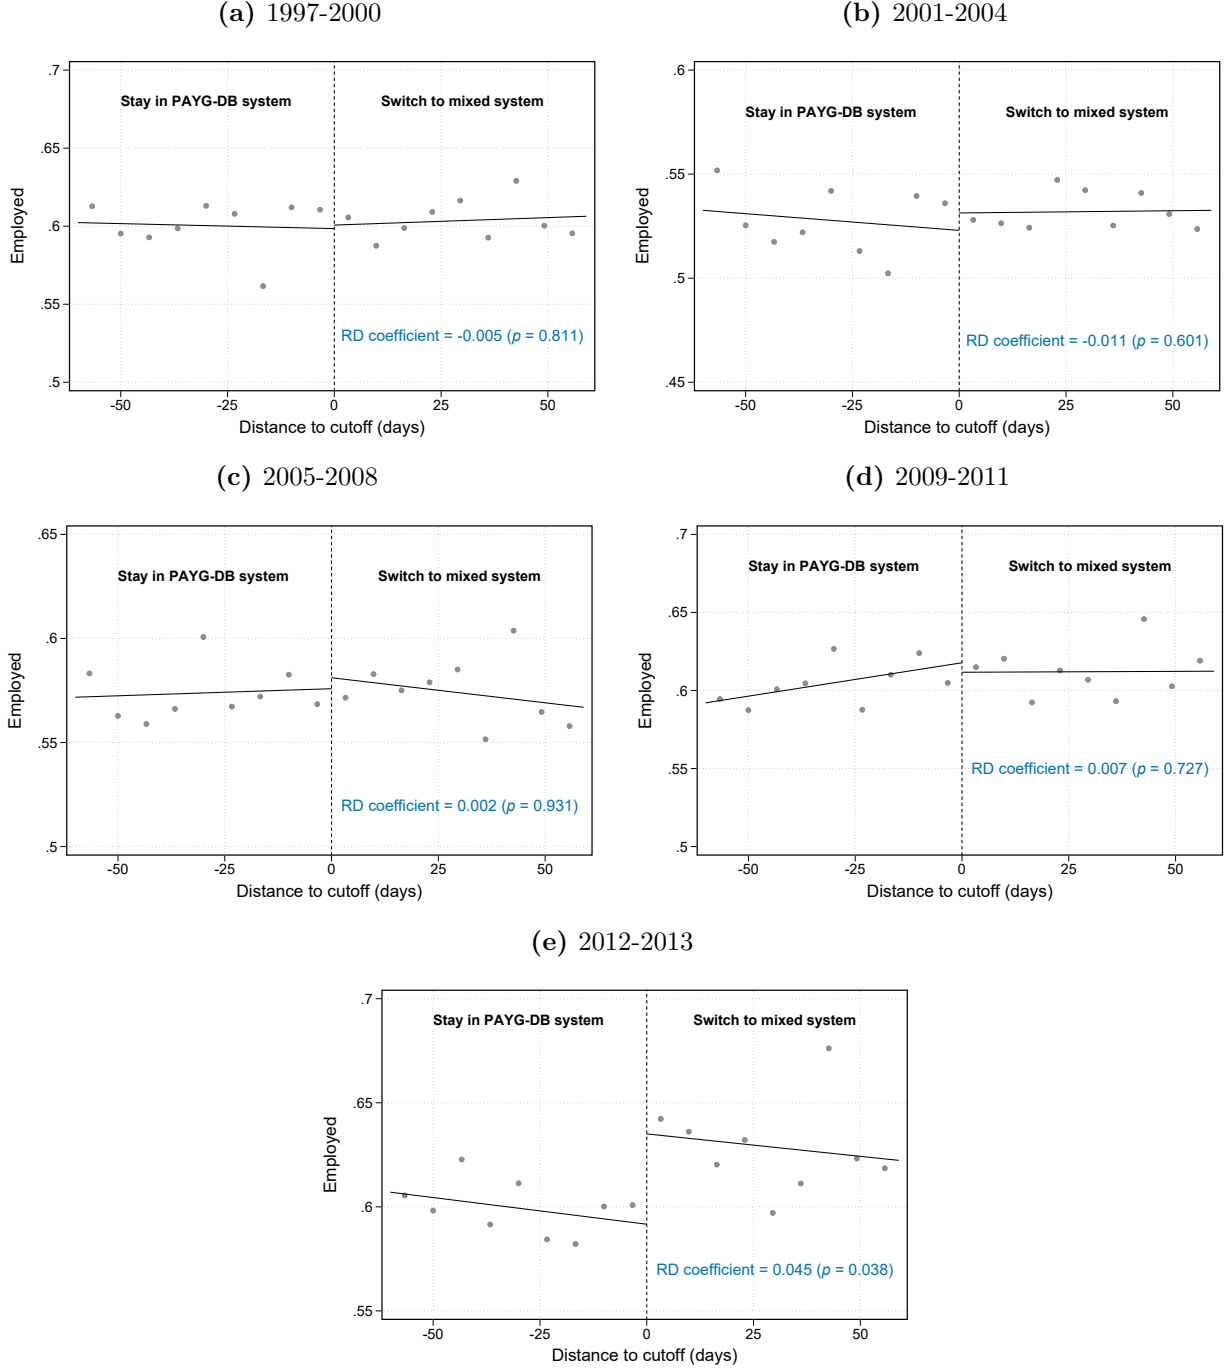 (a) 1997-2000
.7
.65
.6
.55
.5
Employed
Stay in PAYG-DB system
Switch to mixed system
RD coefficient = -0.005 (p = 0.811)
-50 -25 0 25 50
Distance to cutoff (days)
(b) 2001-2004
.6
.55
.5
.45
Employed
Stay in PAYG-DB system
Switch to mixed system
RD coefficient = -0.011 (p = 0.601)
-50 -25 0 25 50
Distance to cutoff (days)
(c) 2005-2008
.65
.6
.55
.5
Employed
Stay in PAYG-DB system
Switch to mixed system
RD coefficient = 0.002 (p = 0.931)
-50 -25 0 25 50
Distance to cutoff (days)
(d) 2009-2011
.7
.65
.6
.55
.5
Employed
Stay in PAYG-DB system
Switch to mixed system
RD coefficient = 0.007 (p = 0.727)
-50 -25 0 25 50
Distance to cutoff (days)
(e) 2012-2013
.7
.65
.6
.55
Employed
Stay in PAYG-DB system
Switch to mixed system
RD coefficient = 0.045 (p = 0.038)
-50 -25 0 25 50
Distance to cutoff (days)